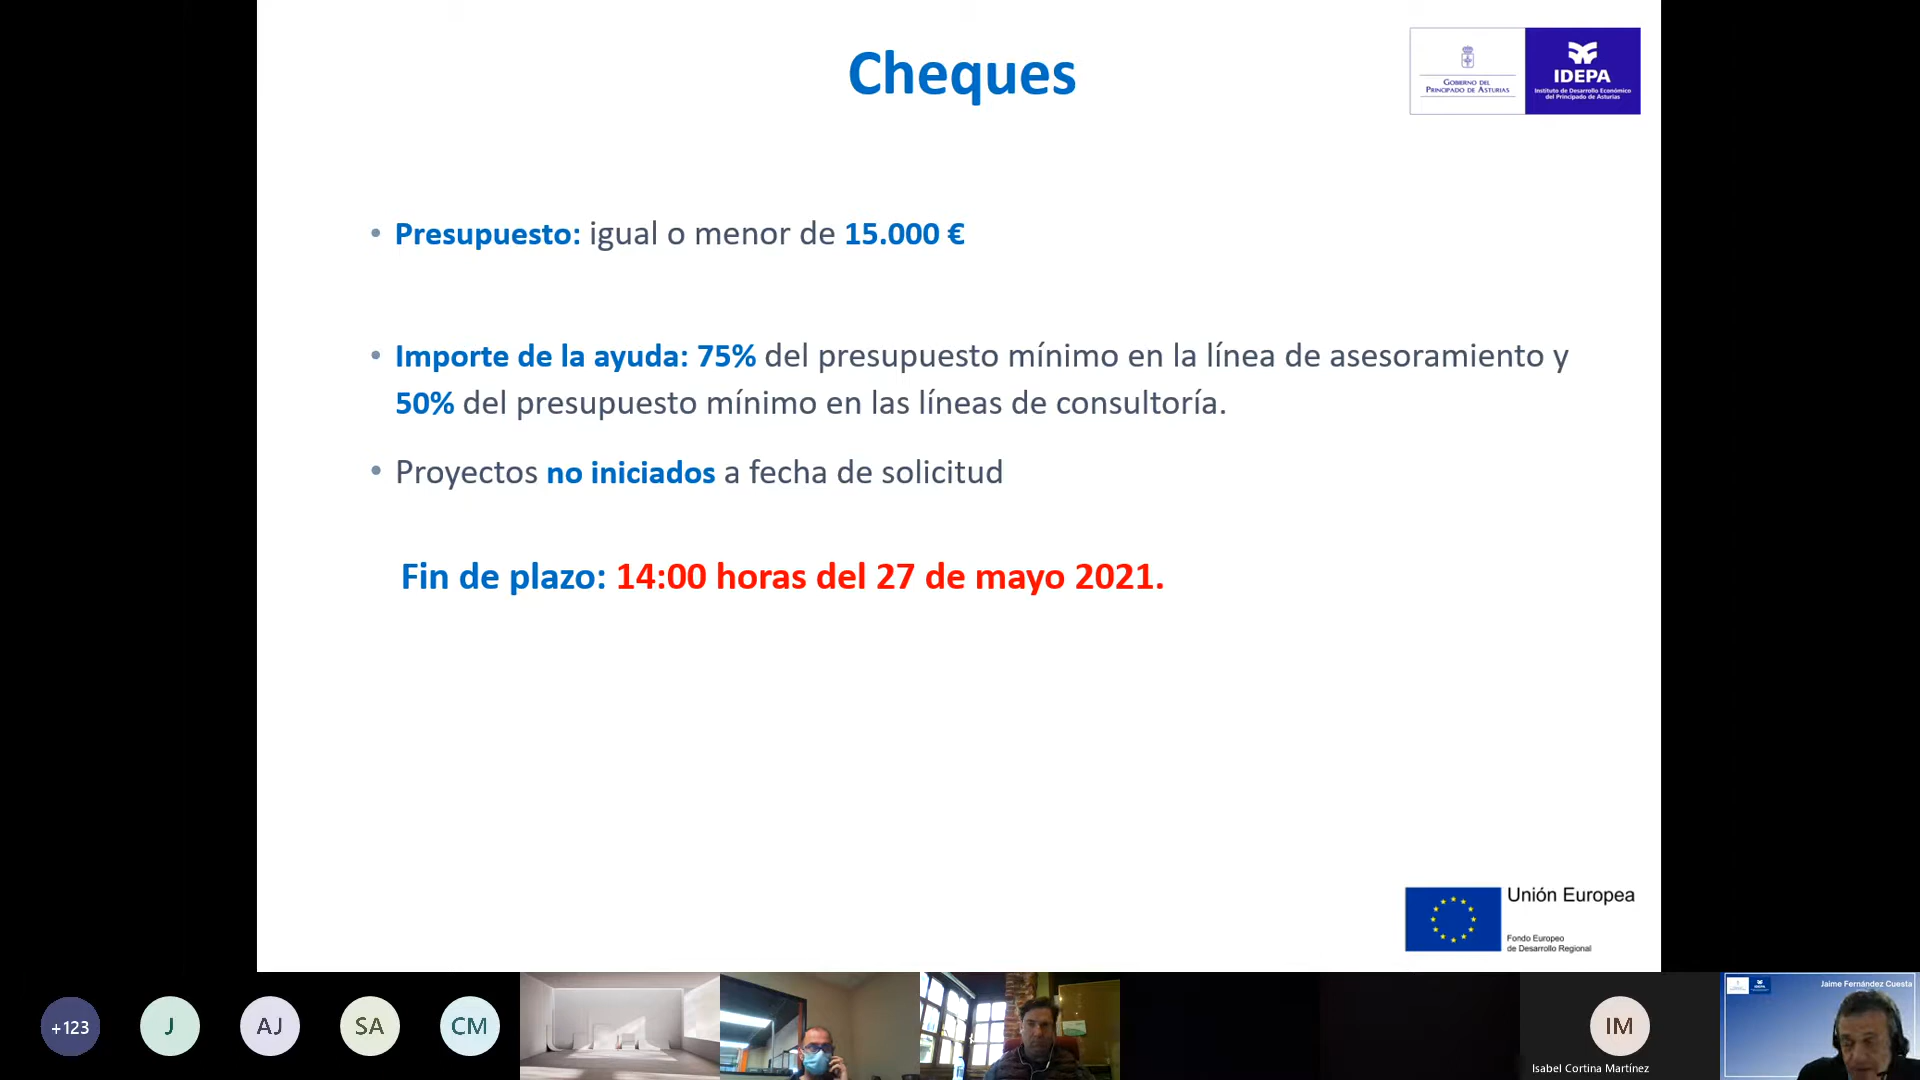 Cheques
GOBIERNO DEL
PRINCIPADO DE ASTURIAS
IDEPA
Instituto de Desarrollo Económico
del Principado de Asturias
• Presupuesto: igual o menor de 15.000 €
• Importe de la ayuda: 75% del presupuesto mínimo en la línea de asesoramiento y
50% del presupuesto mínimo en las líneas de consultoría.
• Proyectos no iniciados a fecha de solicitud
Fin de plazo: 14:00 horas del 27 de mayo 2021.
Unión Europea
Fondo Europeo
de Desarrollo Regional
+123
J
AJ
SA
CM
IM
Isabel Cortina Martínez
Jaime Fernández Cuesta